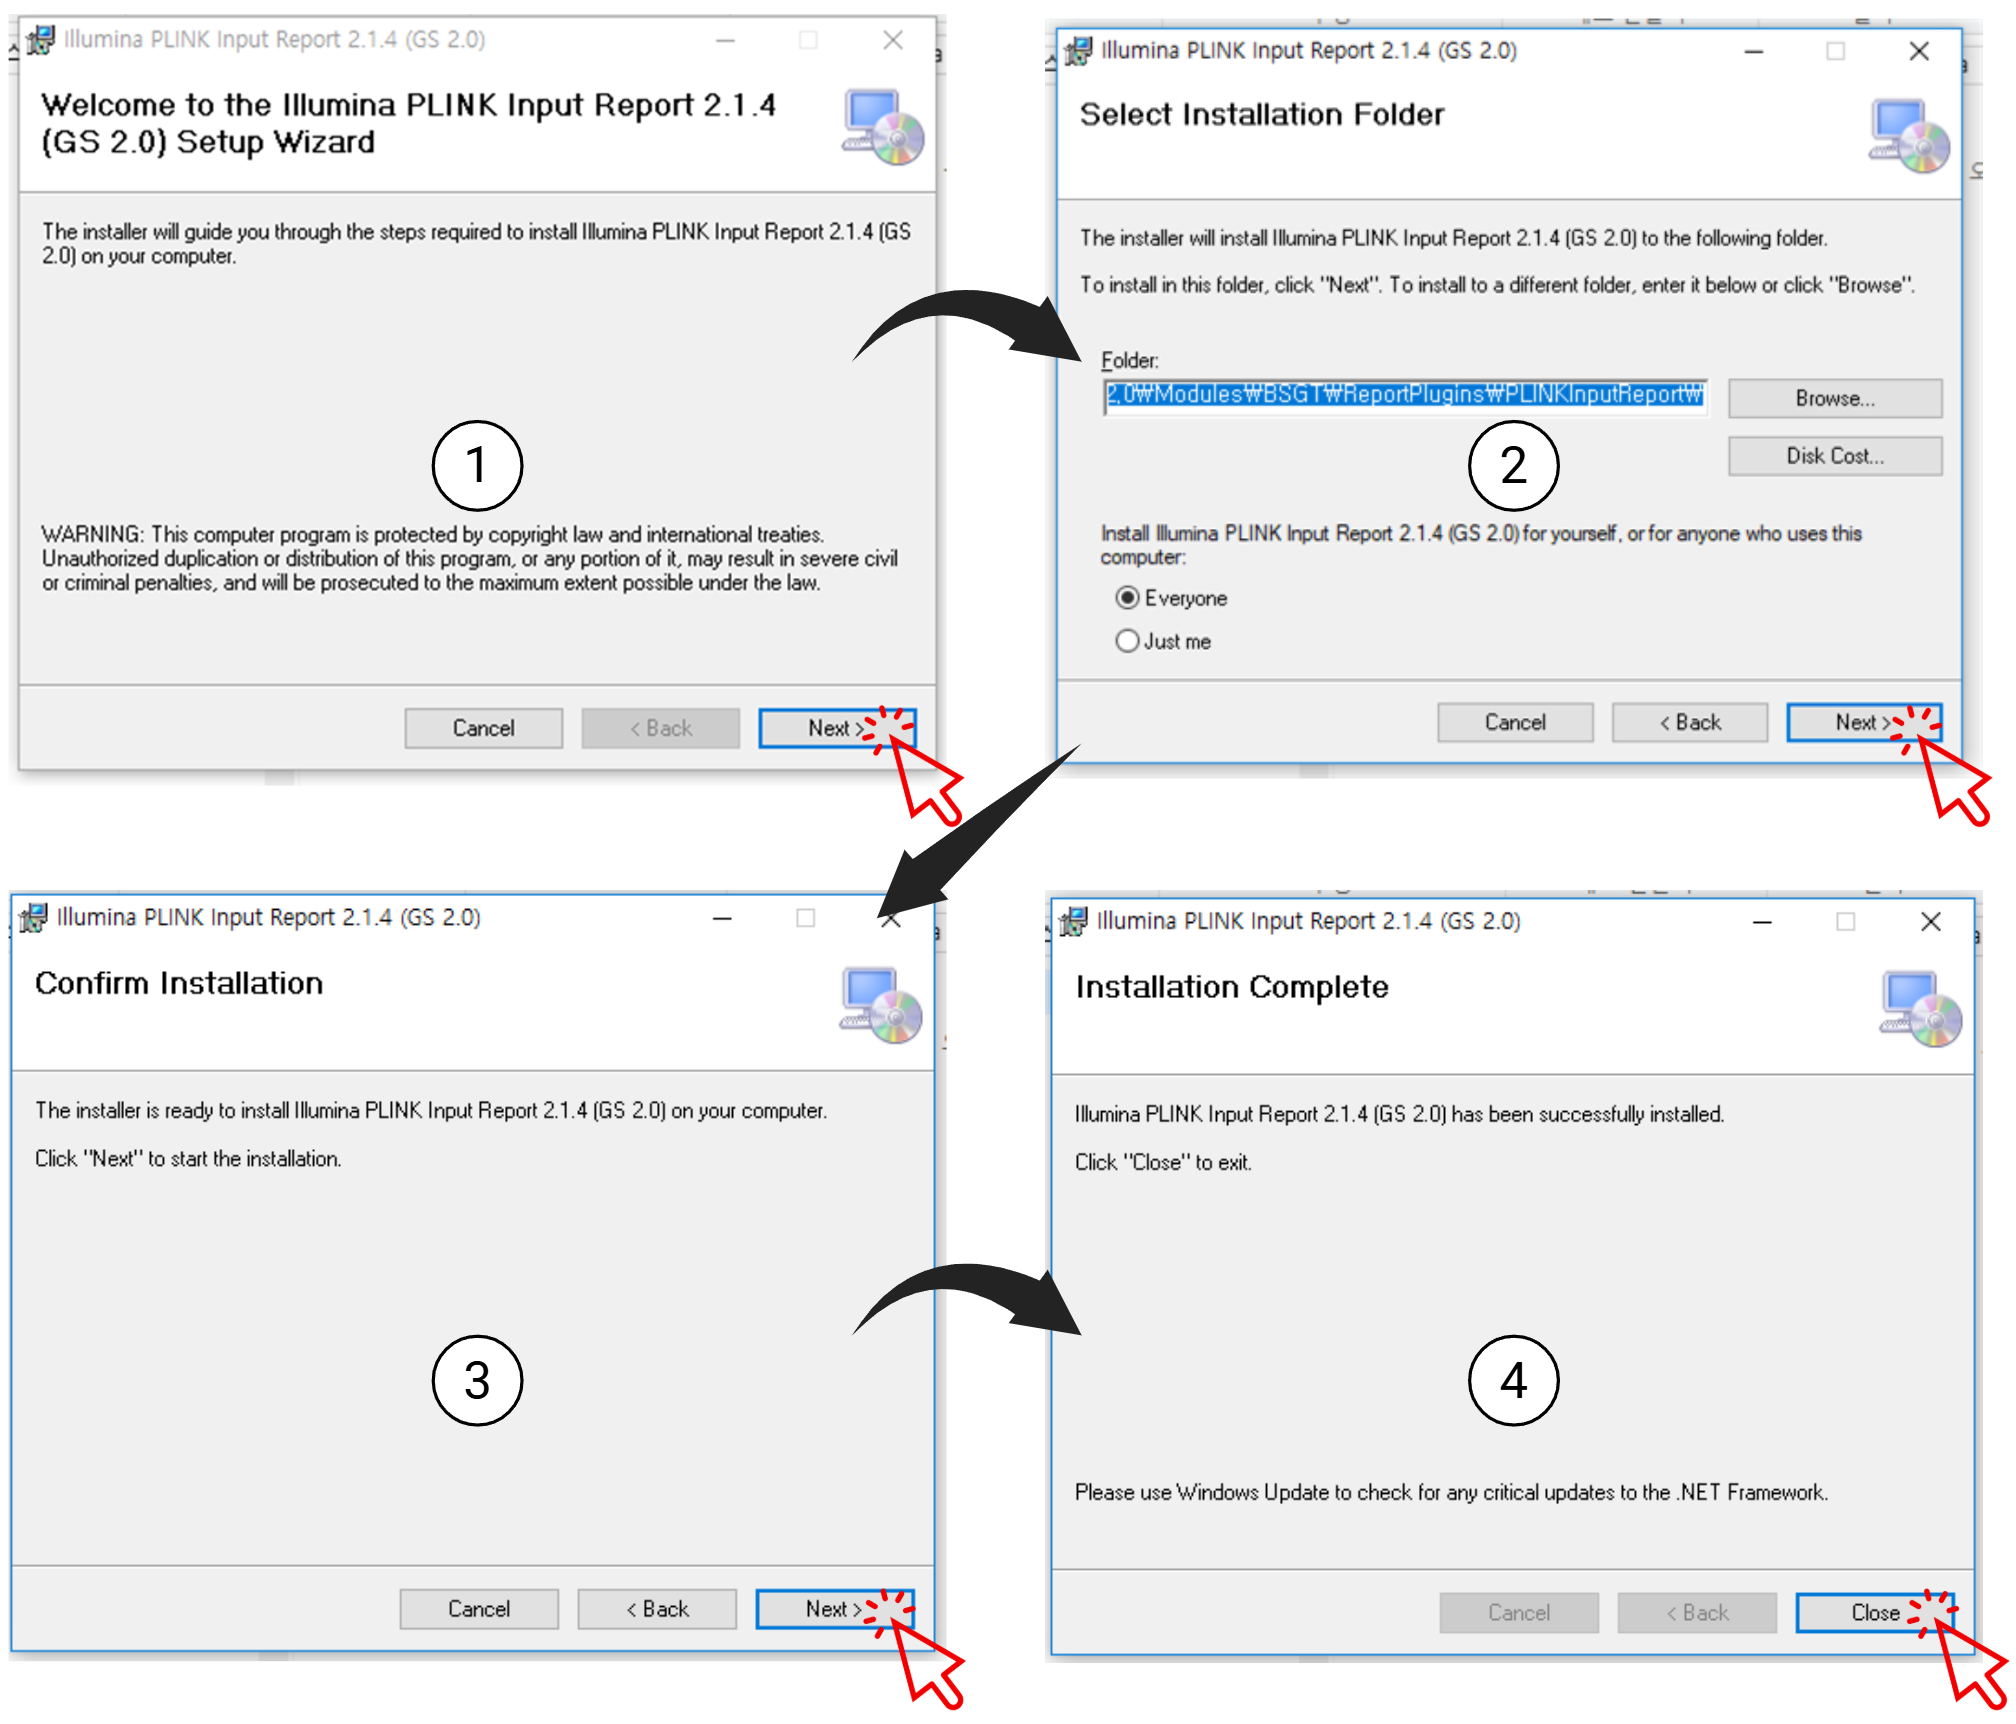 Illumina PLINK Input Report 2.1.4 (GS 2.0)
Welcome to the Illumina PLINK Input Report 2.1.4
(GS 2.0) Setup Wizard
The installer will guide you through the steps required to install Illumina PLINK Input Report 2.1.4 (GS
2.0) on your computer.
1
WARNING: This computer program is protected by copyright law and international treaties.
Unauthorized duplication or distribution of this program, or any portion of it, may result in severe civil
or criminal penalties, and will be prosecuted to the maximum extent possible under the law.
Cancel
< Back
Next >
Illumina PLINK Input Report 2.1.4 (GS 2.0)
Select Installation Folder
The installer will install Illumina PLINK Input Report 2.1.4 (GS 2.0) to the following folder.
To install in this folder, click "Next". To install to a different folder, enter it below or click "Browse".
Folder:
2.0₩Modules₩BSGT₩ReportPlugins₩PLINKInputReport₩
Browse...
2
Disk Cost...
Install Illumina PLINK Input Report 2.1.4 (GS 2.0) for yourself, or for anyone who uses this
computer:
Everyone
Just me
Cancel
< Back
Next >
Illumina PLINK Input Report 2.1.4 (GS 2.0)
Confirm Installation
The installer is ready to install Illumina PLINK Input Report 2.1.4 (GS 2.0) on your computer.
Click "Next" to start the installation.
3
Cancel
< Back
Next >
Illumina PLINK Input Report 2.1.4 (GS 2.0)
Installation Complete
Illumina PLINK Input Report 2.1.4 (GS 2.0) has been successfully installed.
Click "Close" to exit.
4
Please use Windows Update to check for any critical updates to the .NET Framework.
Cancel
< Back
Close